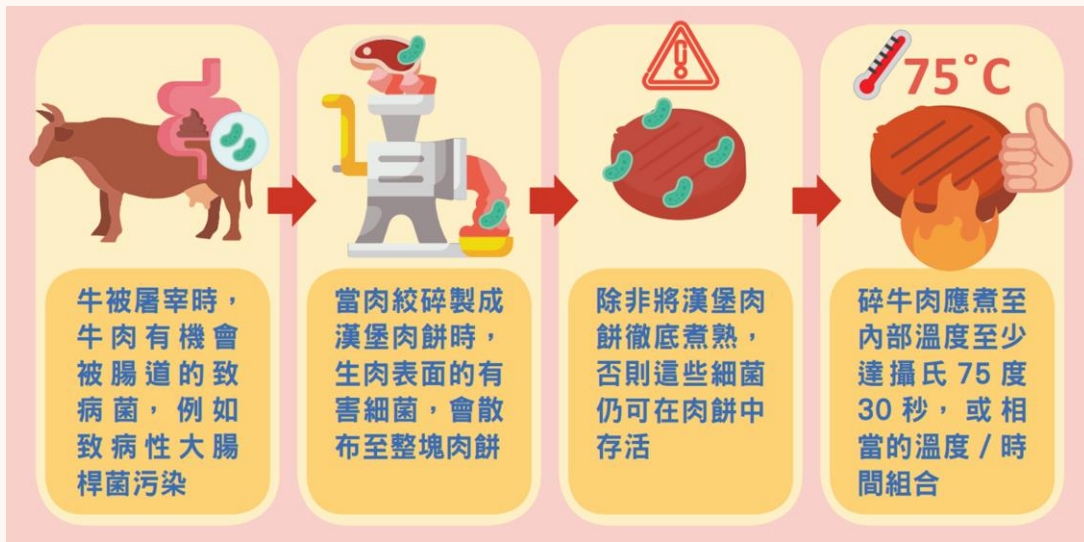 75°C
牛被屠宰時，
牛肉有機會
被腸道的致
病菌，例如
致病性大腸
桿菌污染
當肉絞碎製成
漢堡肉餅時，
生肉表面的有
害細菌，會散
布至整塊肉餅
除非將漢堡肉
餅徹底煮熟，
否則這些細菌
仍可在肉餅中
存活
碎牛肉應煮至
內部溫度至少
達攝氏 75 度
30 秒，或相
當的溫度 / 時
間組合